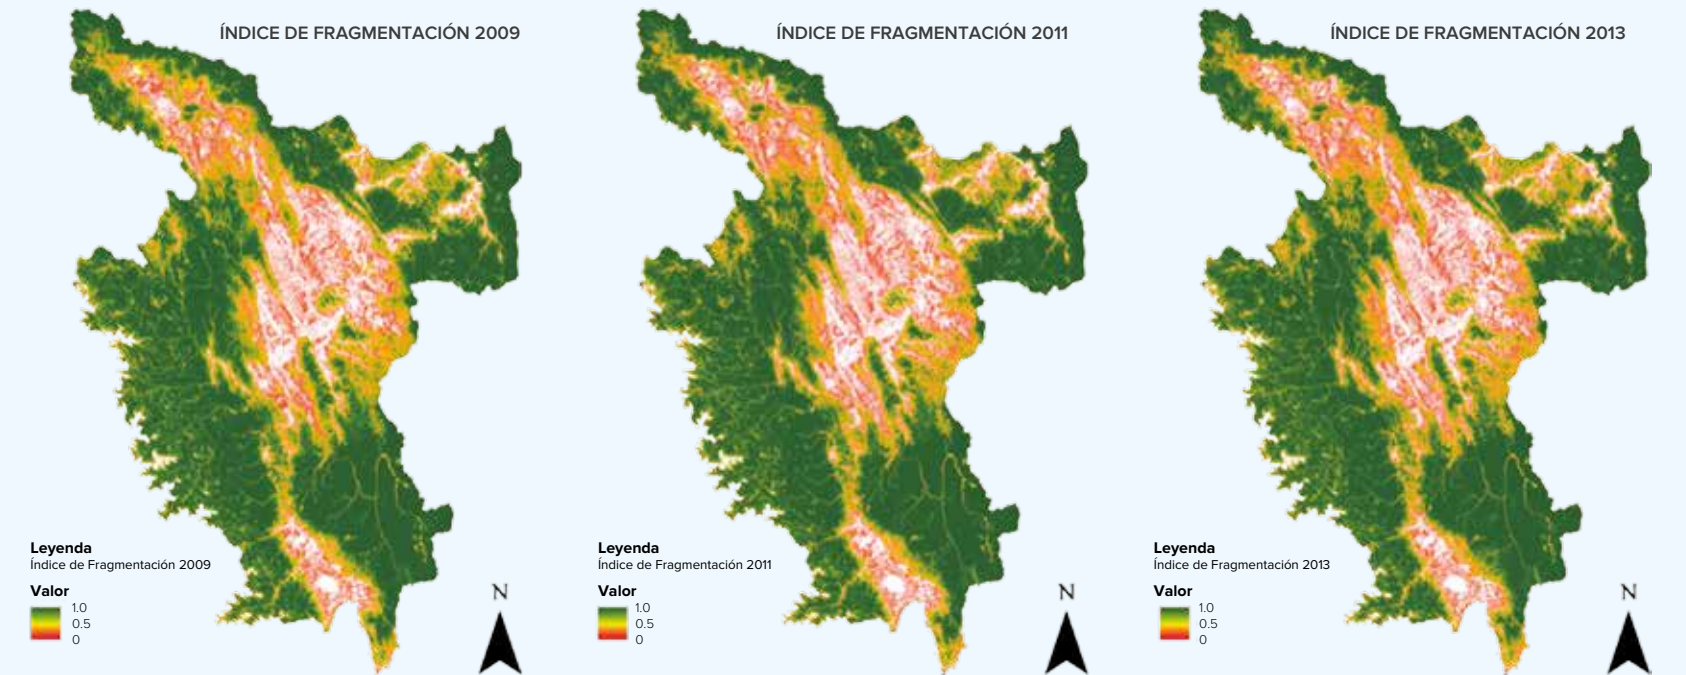 ÍNDICE DE FRAGMENTACIÓN 2009
Leyenda
Índice de Fragmentación 2009
Valor
1.0
0.5
0
N
ÍNDICE DE FRAGMENTACIÓN 2011
Leyenda
Índice de Fragmentación 2011
Valor
1.0
0.5
0
N
ÍNDICE DE FRAGMENTACIÓN 2013
Leyenda
Índice de Fragmentación 2013
Valor
1.0
0.5
0
N